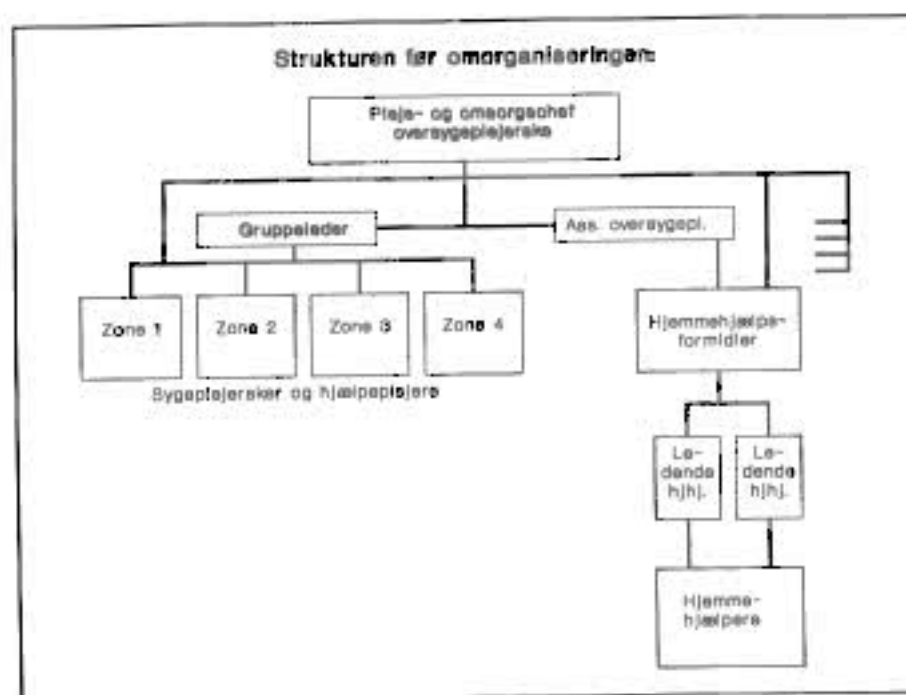 Strukturen før omorganiseringen
Pleje- og omsorgschef
oversygeplejerske
Gruppeleder
Ass. oversygepl.
Zone 1
Zone 2
Zone 3
Zone 4
Hjemmehjælps-
formidler
Sygeplejersker og hjælpeplejere
Le-
dende
hjhj.
Le-
dende
hjhj.
Hjemme-
hjælpere